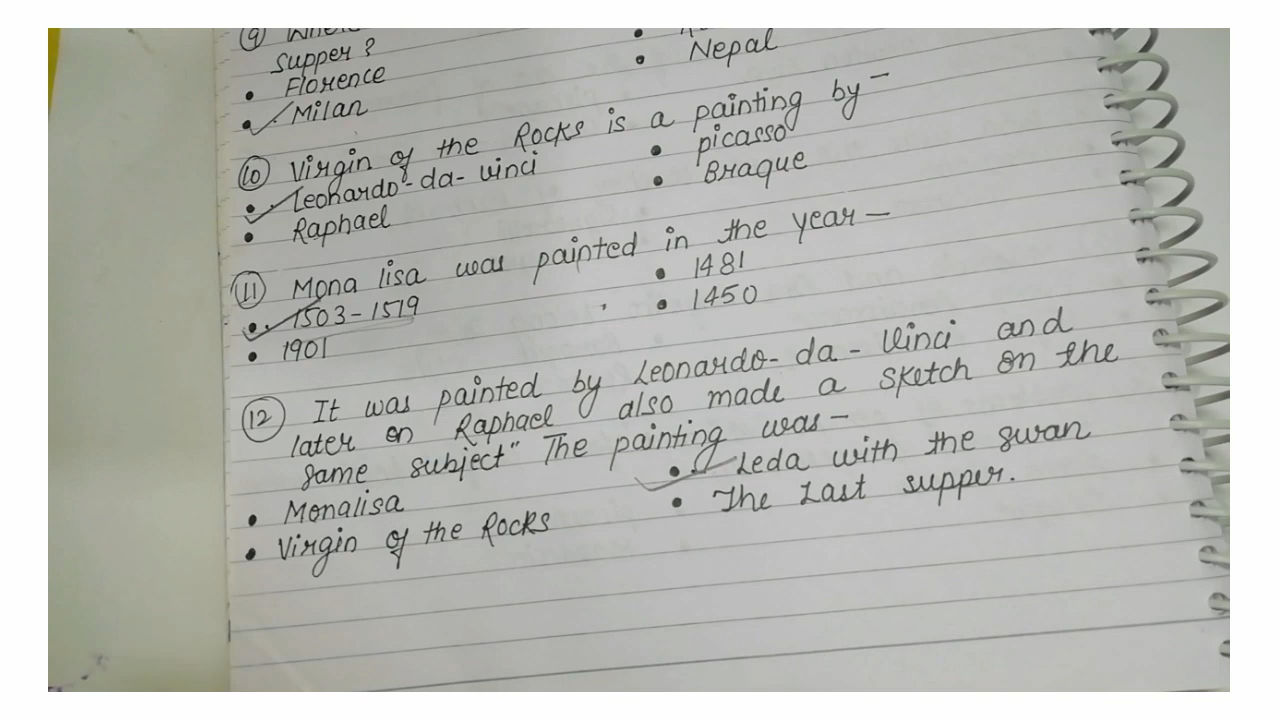 (9) Where
Supper ?
• Florence
• Milan
• Nepal
(10) Virgin of the Rocks is a painting by -
• Leonardo-da-vinci
• Raphael
• picasso
• Braque
(11) Mona lisa was painted in the year -
• 1503-1519
• 1901
• 1481
• 1450
(12) It was painted by Leonardo-da-Vinci and
later on Raphael also made a sketch on the
same subject" The painting was -
• Monalisa
• Virgin of the Rocks
• Leda with the swan
• The Last supper.